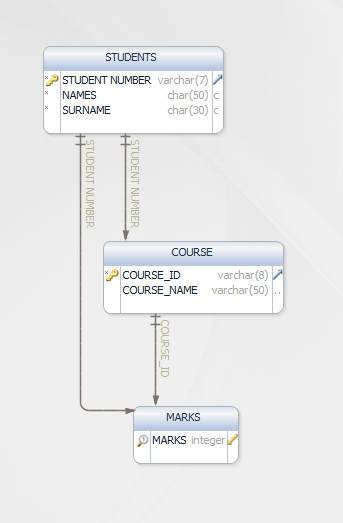 STUDENTS
STUDENT NUMBER varchar(7)
NAMES char(50) c
SURNAME char(30) c
STUDENT NUMBER
STUDENT NUMBER
COURSE
COURSE_ID varchar(8)
COURSE_NAME varchar(50) ..
COURSE_ID
MARKS
MARKS integer